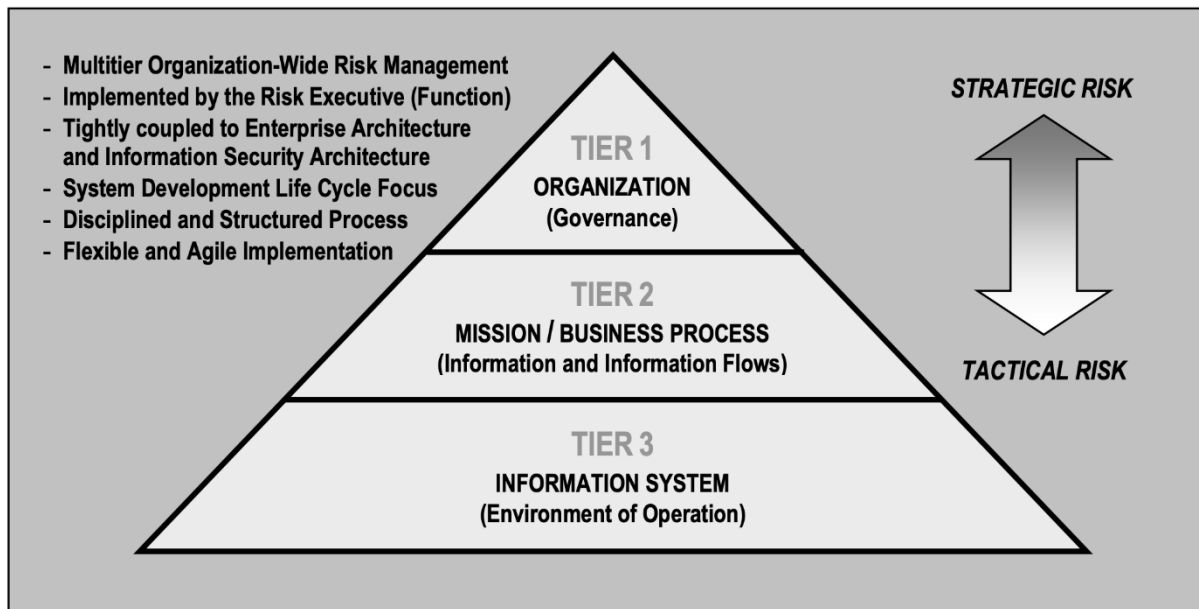 - Multitier Organization-Wide Risk Management
- Implemented by the Risk Executive (Function)
- Tightly coupled to Enterprise Architecture
and Information Security Architecture
- System Development Life Cycle Focus
- Disciplined and Structured Process
- Flexible and Agile Implementation
TIER 1
ORGANIZATION
(Governance)
TIER 2
MISSION / BUSINESS PROCESS
(Information and Information Flows)
TIER 3
INFORMATION SYSTEM
(Environment of Operation)
STRATEGIC RISK
TACTICAL RISK